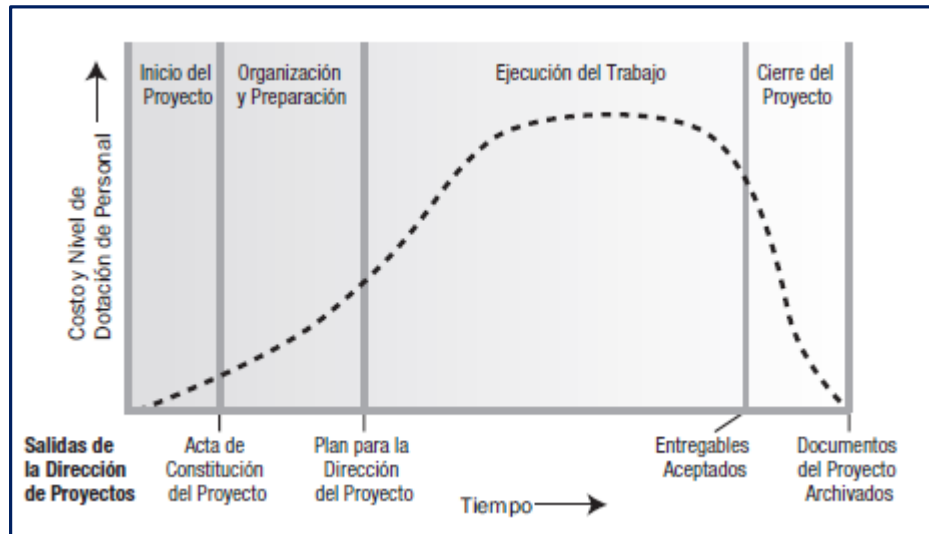 Inicio del
Proyecto
Organización
y Preparación
Ejecución del Trabajo
Cierre del
Proyecto
Costo y Nivel de
Dotación de Personal
Salidas de
la Dirección
de Proyectos
Acta de
Constitución
del Proyecto
Plan para la
Dirección
del Proyecto
Entregables
Aceptados
Documentos
del Proyecto
Archivados
Tiempo